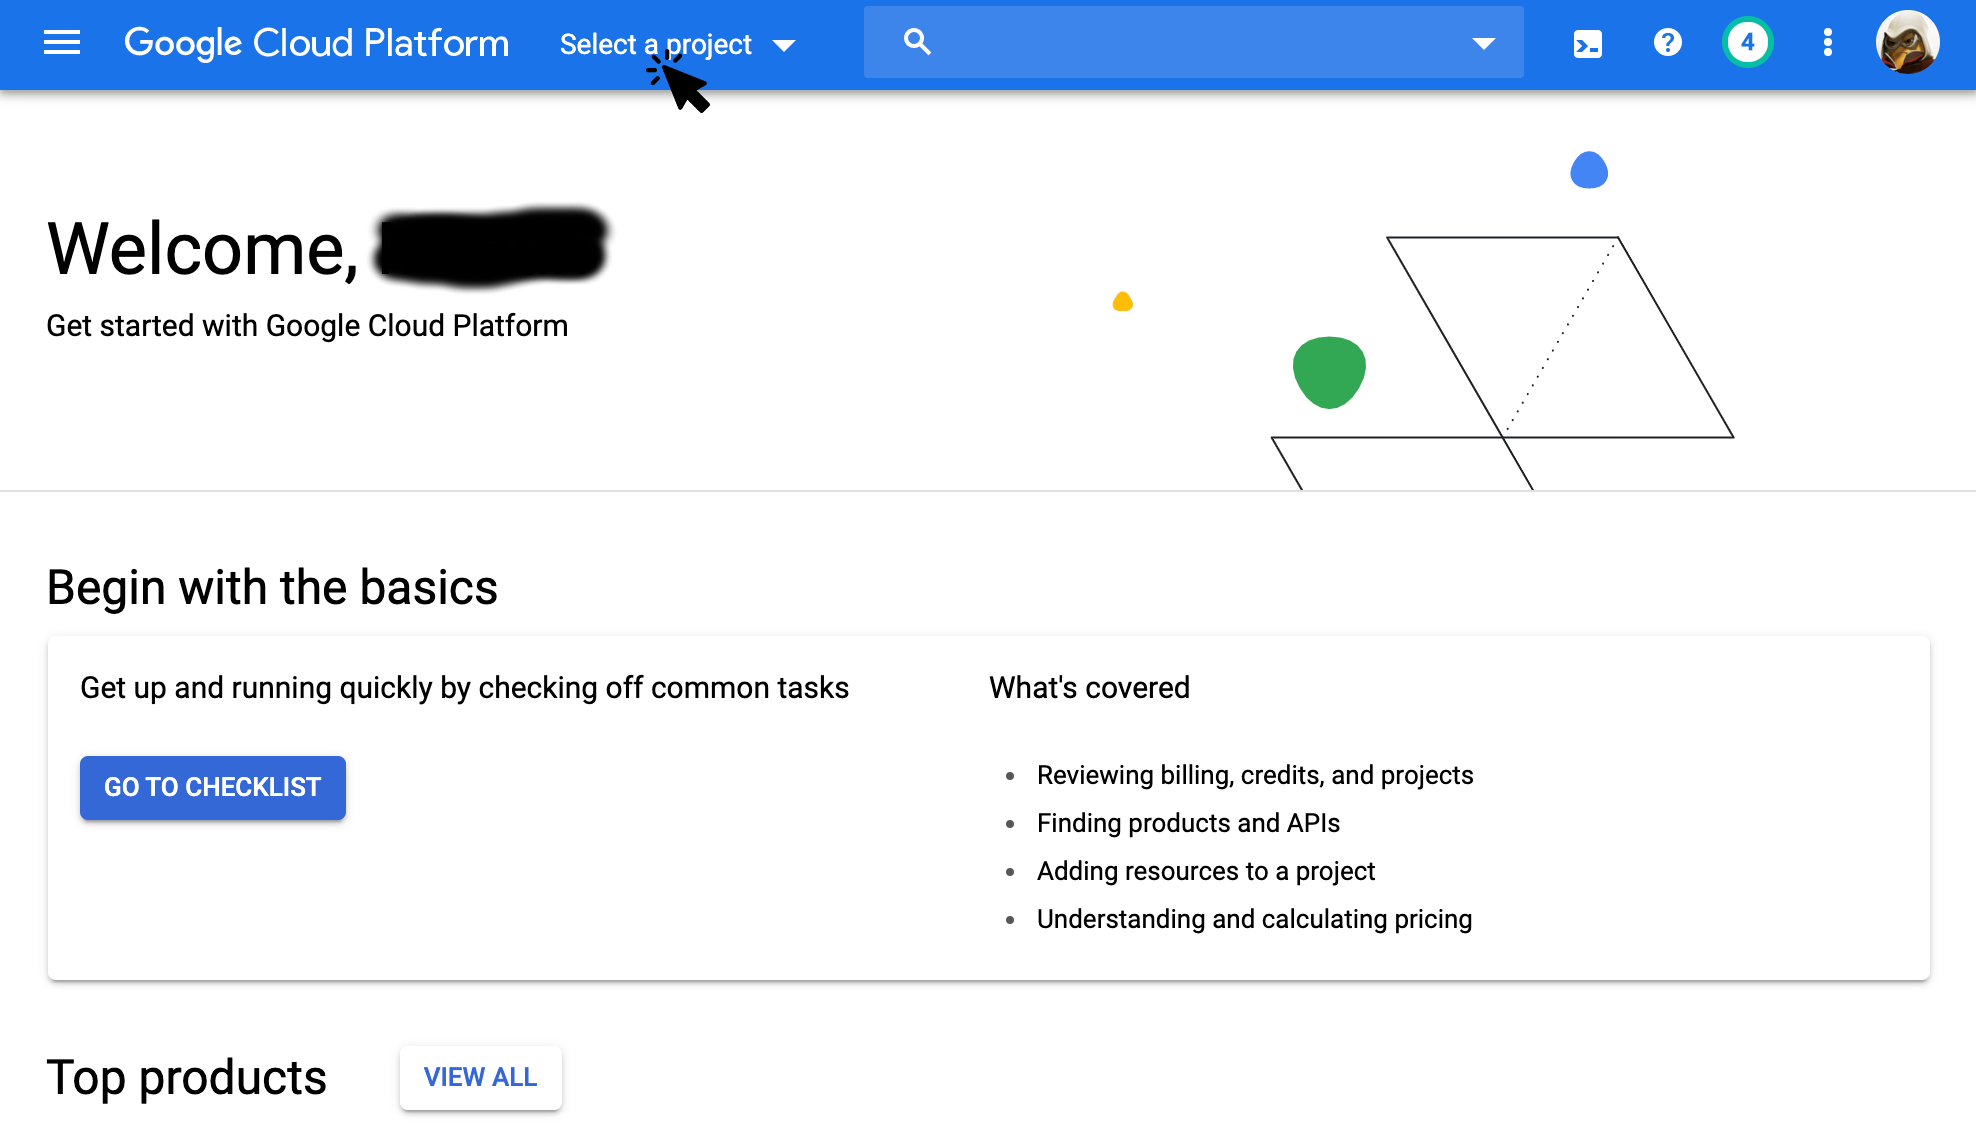 Google Cloud Platform
Select a project
4
Welcome,
Get started with Google Cloud Platform
Begin with the basics
Get up and running quickly by checking off common tasks
GO TO CHECKLIST
What's covered
Reviewing billing, credits, and projects
Finding products and APIs
Adding resources to a project
Understanding and calculating pricing
Top products
VIEW ALL